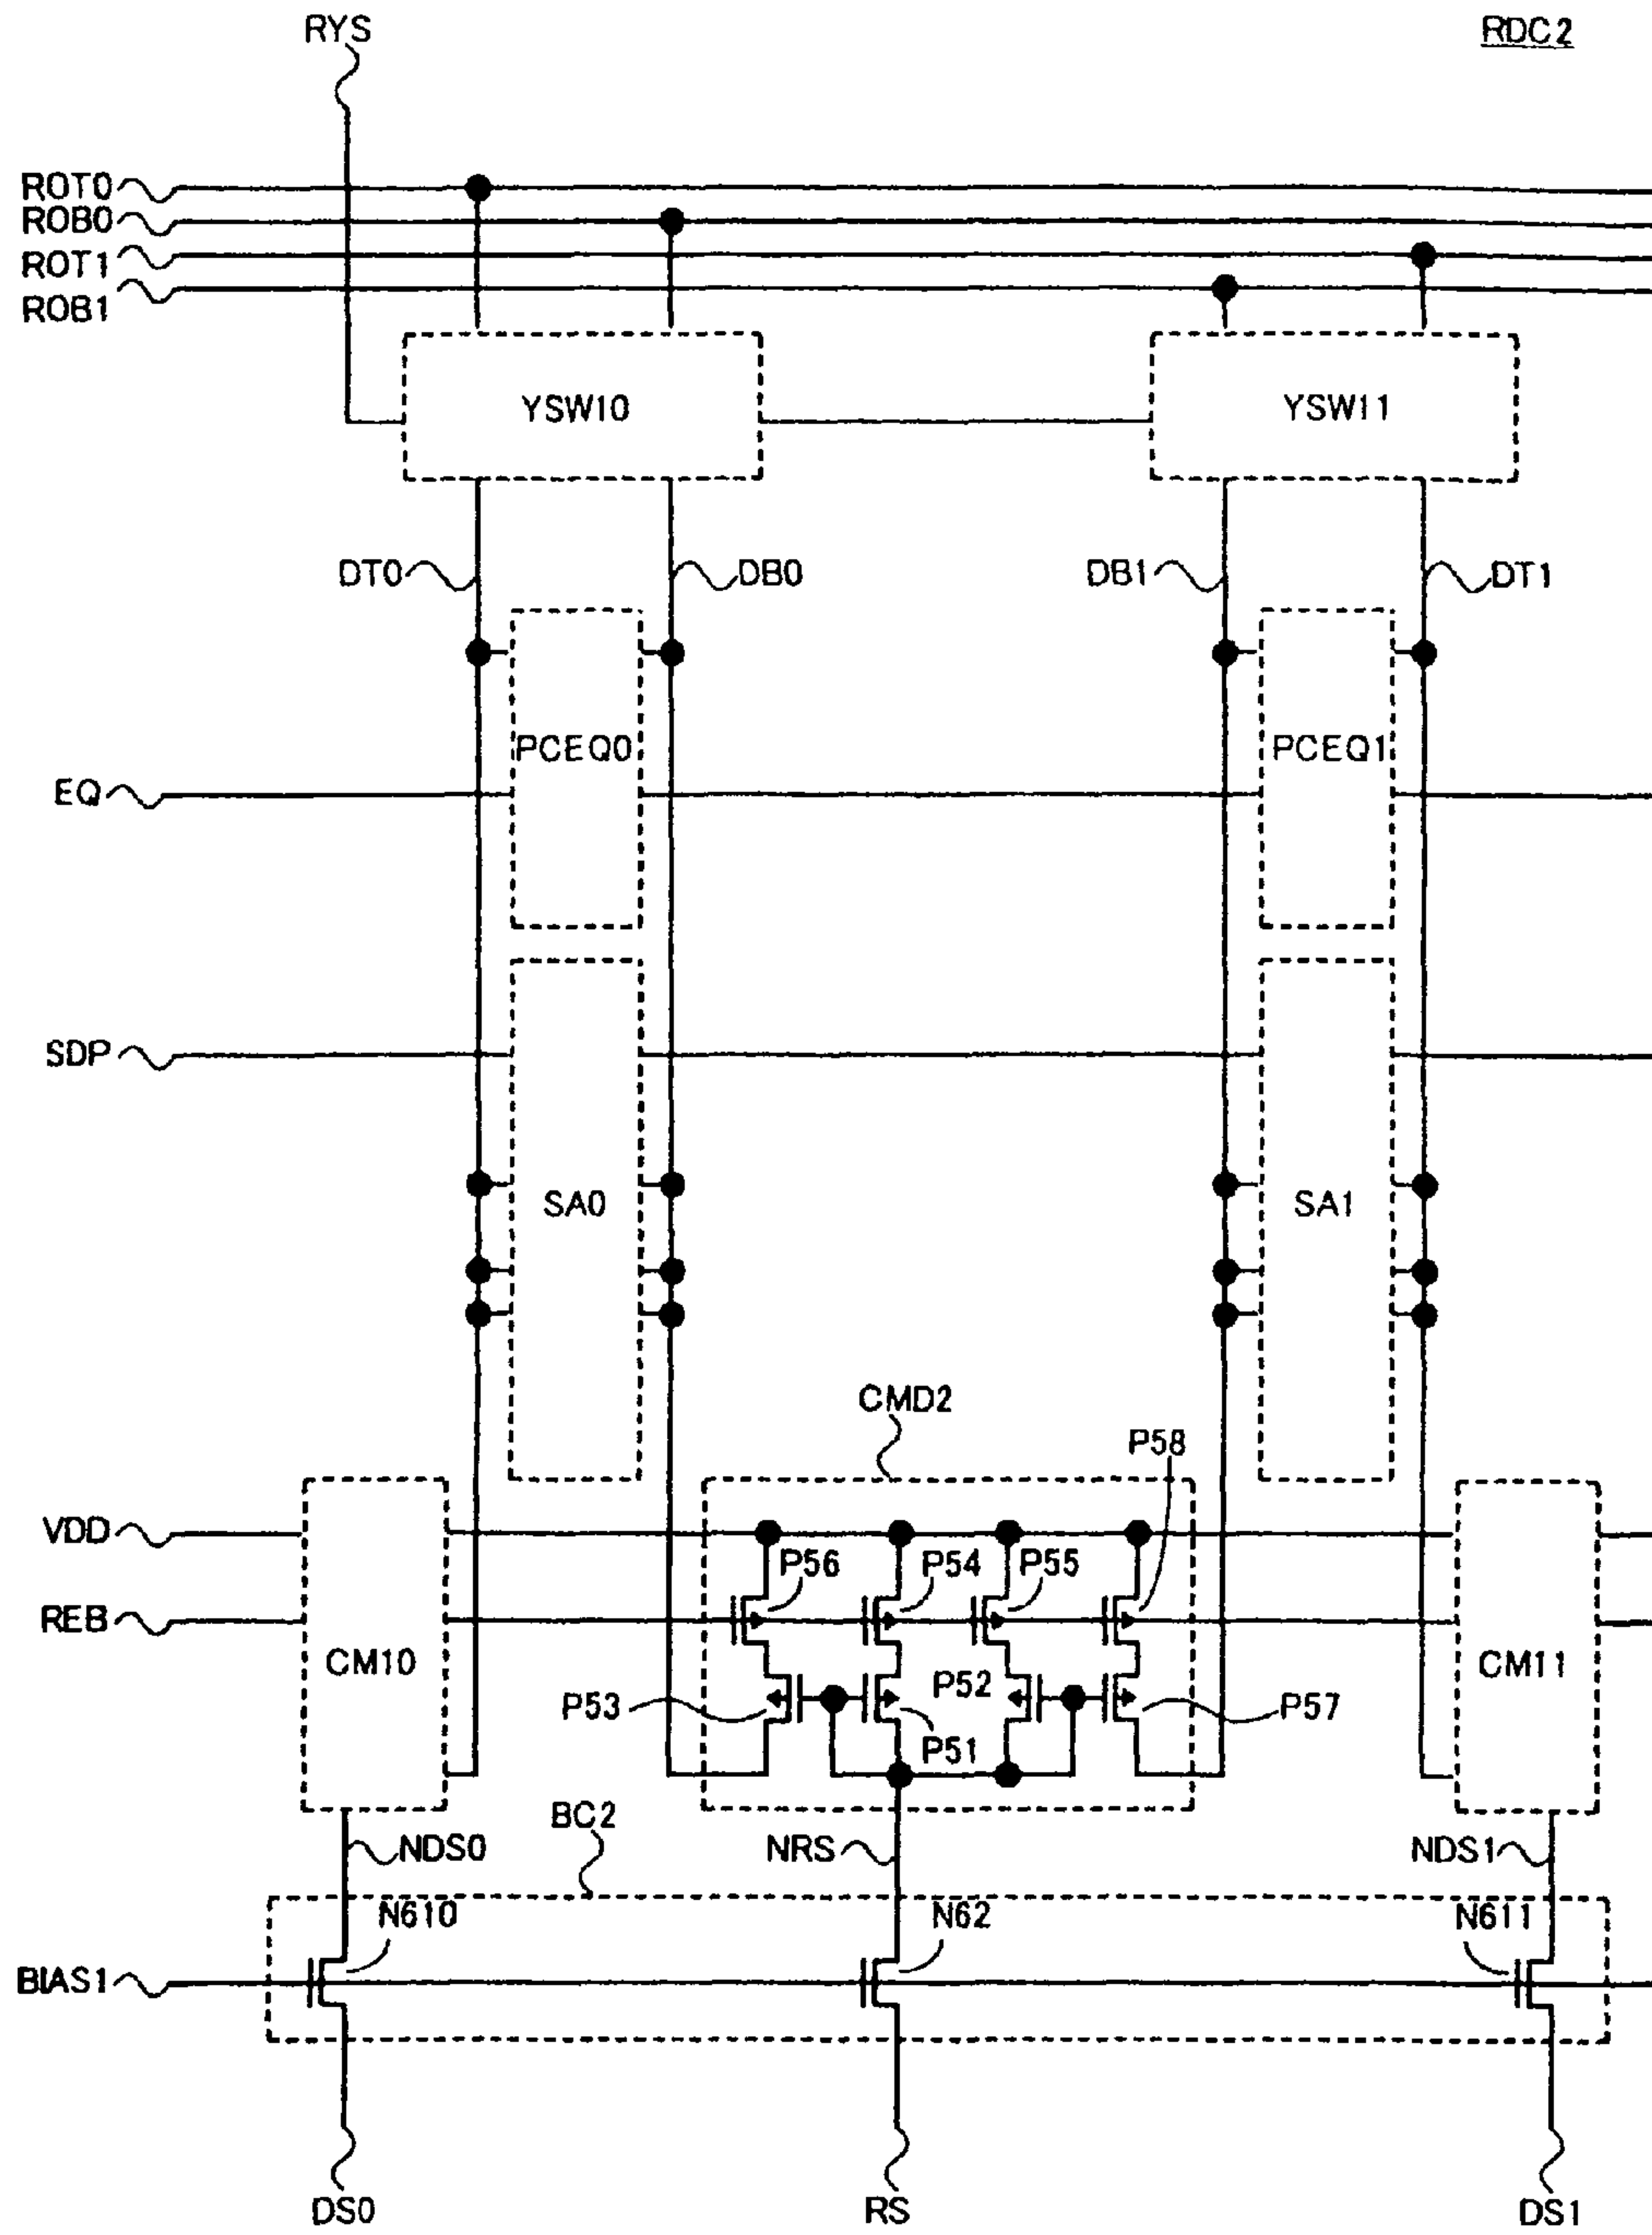 RYS
RDC2
ROT0
ROB0
ROT1
ROB1
YSW10
YSW11
DT0
DB0
DB1
DT1
PCEQ0
PCEQ1
EQ
SDP
SA0
SA1
CMD2
P58
VDD
P56
P54
P55
REB
CM10
CM11
P53
P52
P57
P51
BC2
NDS0
NRS
NDS1
N610
N62
N611
BIAS1
DS0
RS
DS1